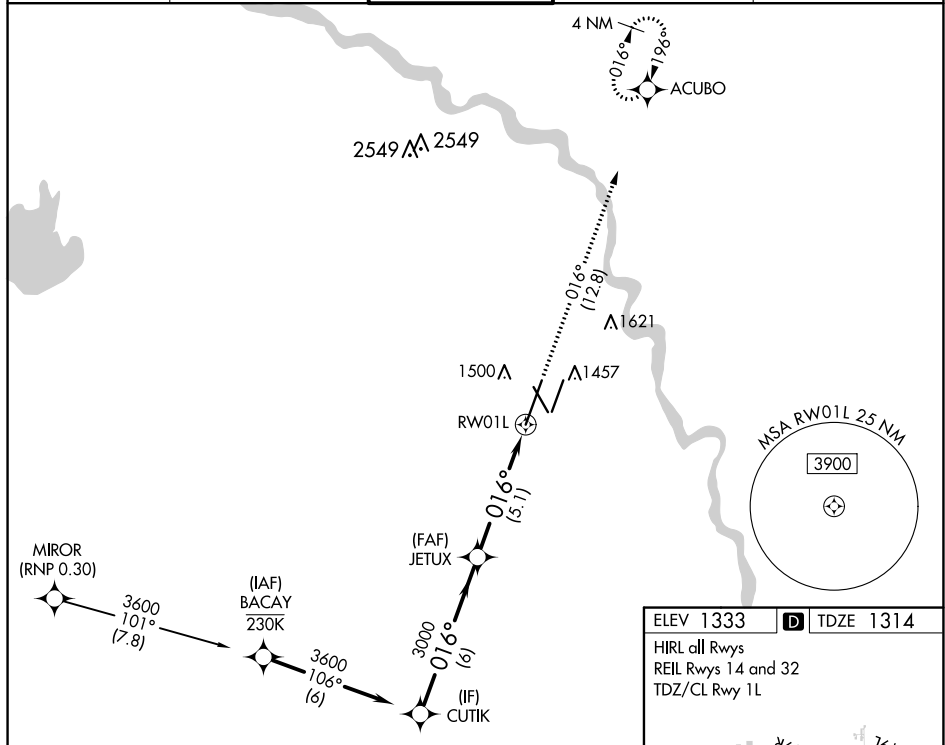 4 NM
016°
196°
ACUBO
2549
2549
016°
(12.8)
1621
1500
1457
RW01L
MSA RW01L 25 NM
3900
016°
(5.1)
(FAF)
JETUX
MIROR
(RNP 0.30)
3600
101°
(7.8)
(IAF)
BACAY
230K
3600
106°
(6)
3000
016°
(6)
(IF)
CUTIK
ELEV 1333
D
TDZE 1314
HIRL all Rwys
REIL Rwys 14 and 32
TDZ/CL Rwy 1L